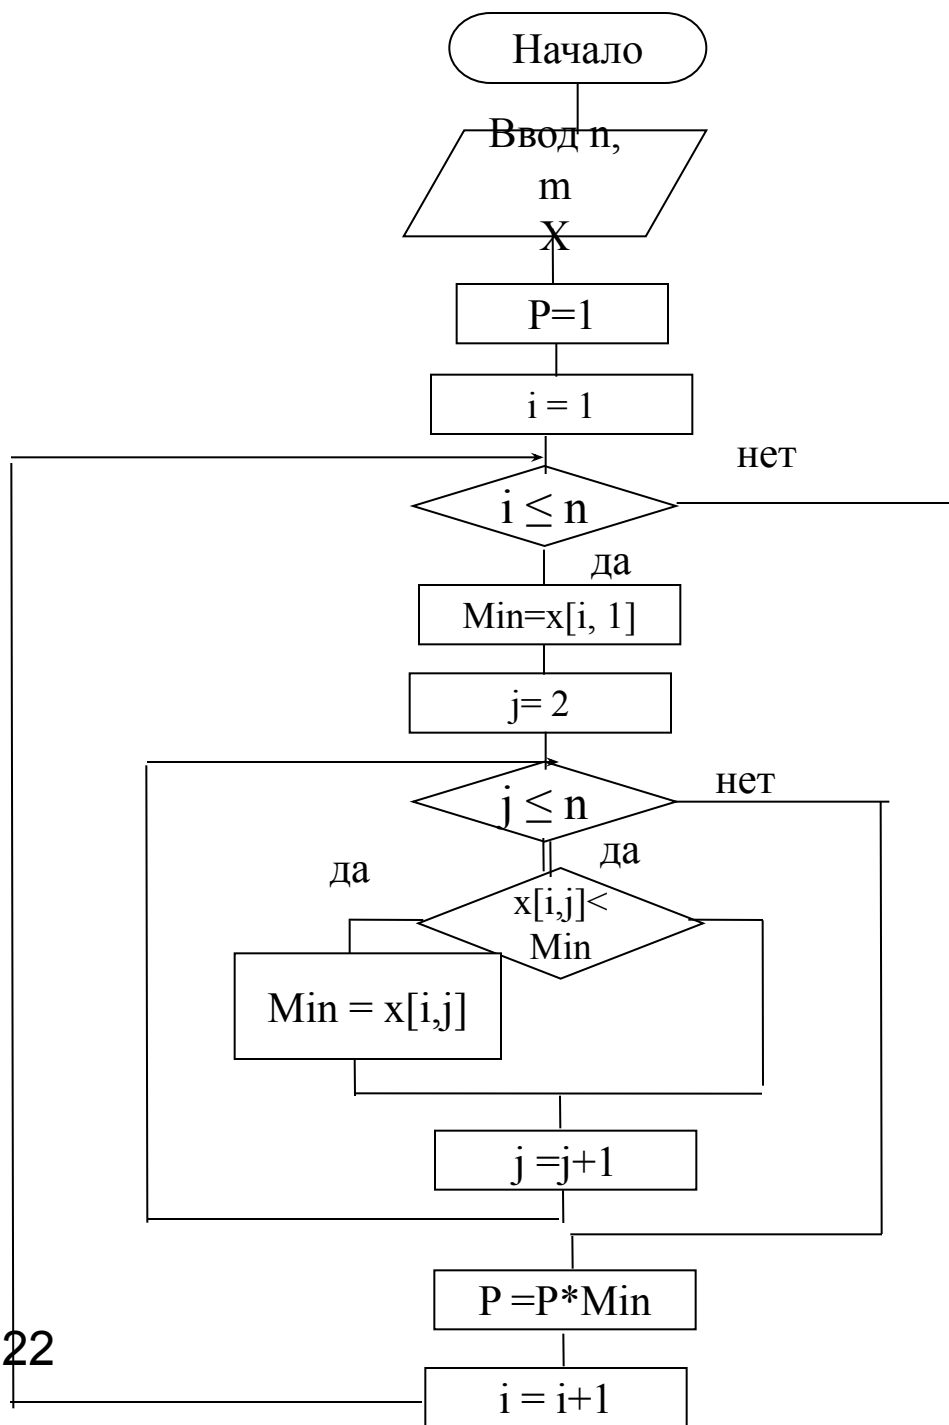 Начало
Ввод n,
m
X
P=1
i = 1
нет
i ≤ n
да
Min=x[i, 1]
j= 2
нет
j ≤ n
да
да
x[i,j]<
Min
Min = x[i,j]
j =j+1
P =P*Min
22
i = i+1